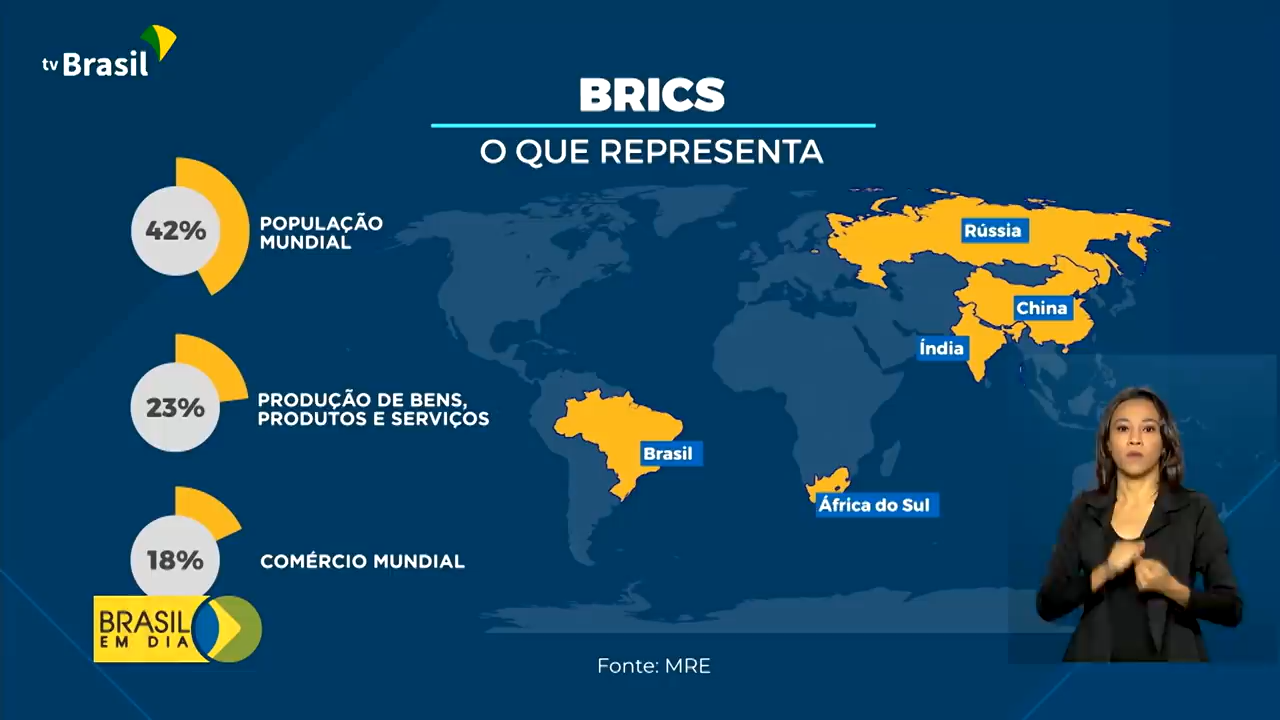 tv Brasil
BRICS
O QUE REPRESENTA
42%
POPULAÇÃO
MUNDIAL
23%
PRODUÇÃO DE BENS,
PRODUTOS E SERVIÇOS
18%
COMÉRCIO MUNDIAL
Rússia
China
Índia
Brasil
África do Sul
BRASIL
EM DIA
Fonte: MRE